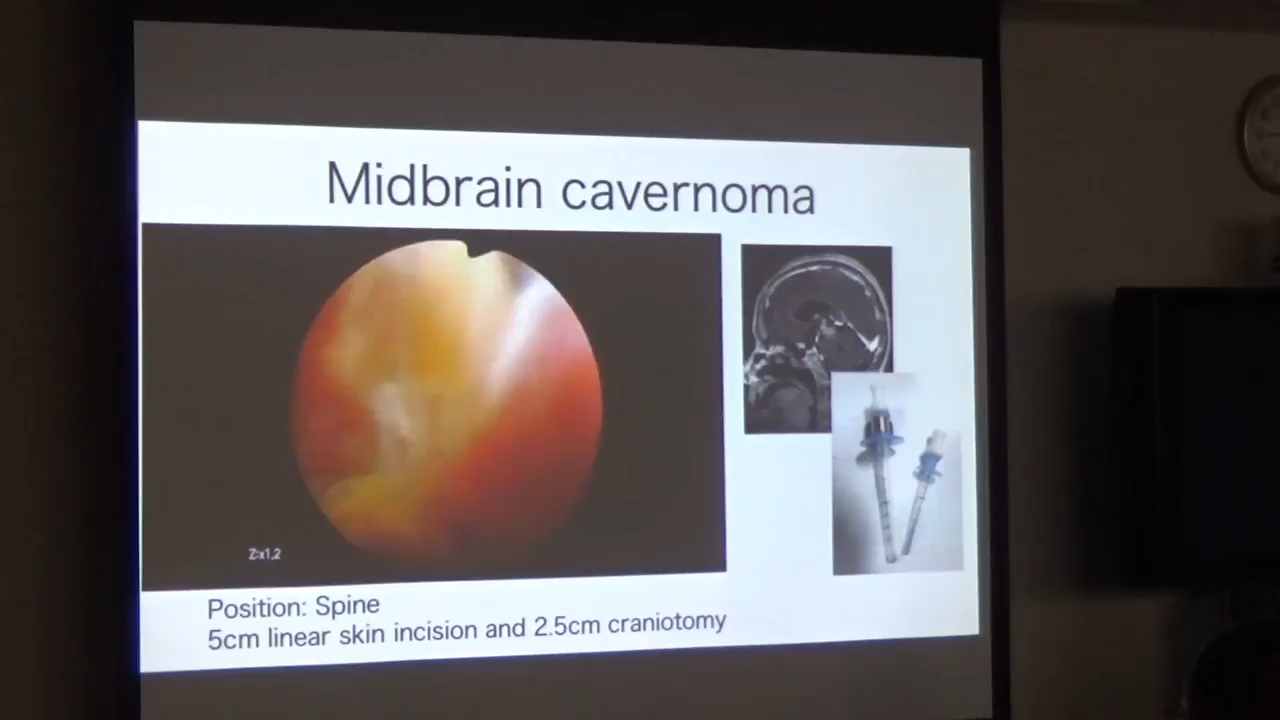 Midbrain cavernoma
Z:x1.2
Position: Spine
5cm linear skin incision and 2.5cm craniotomy